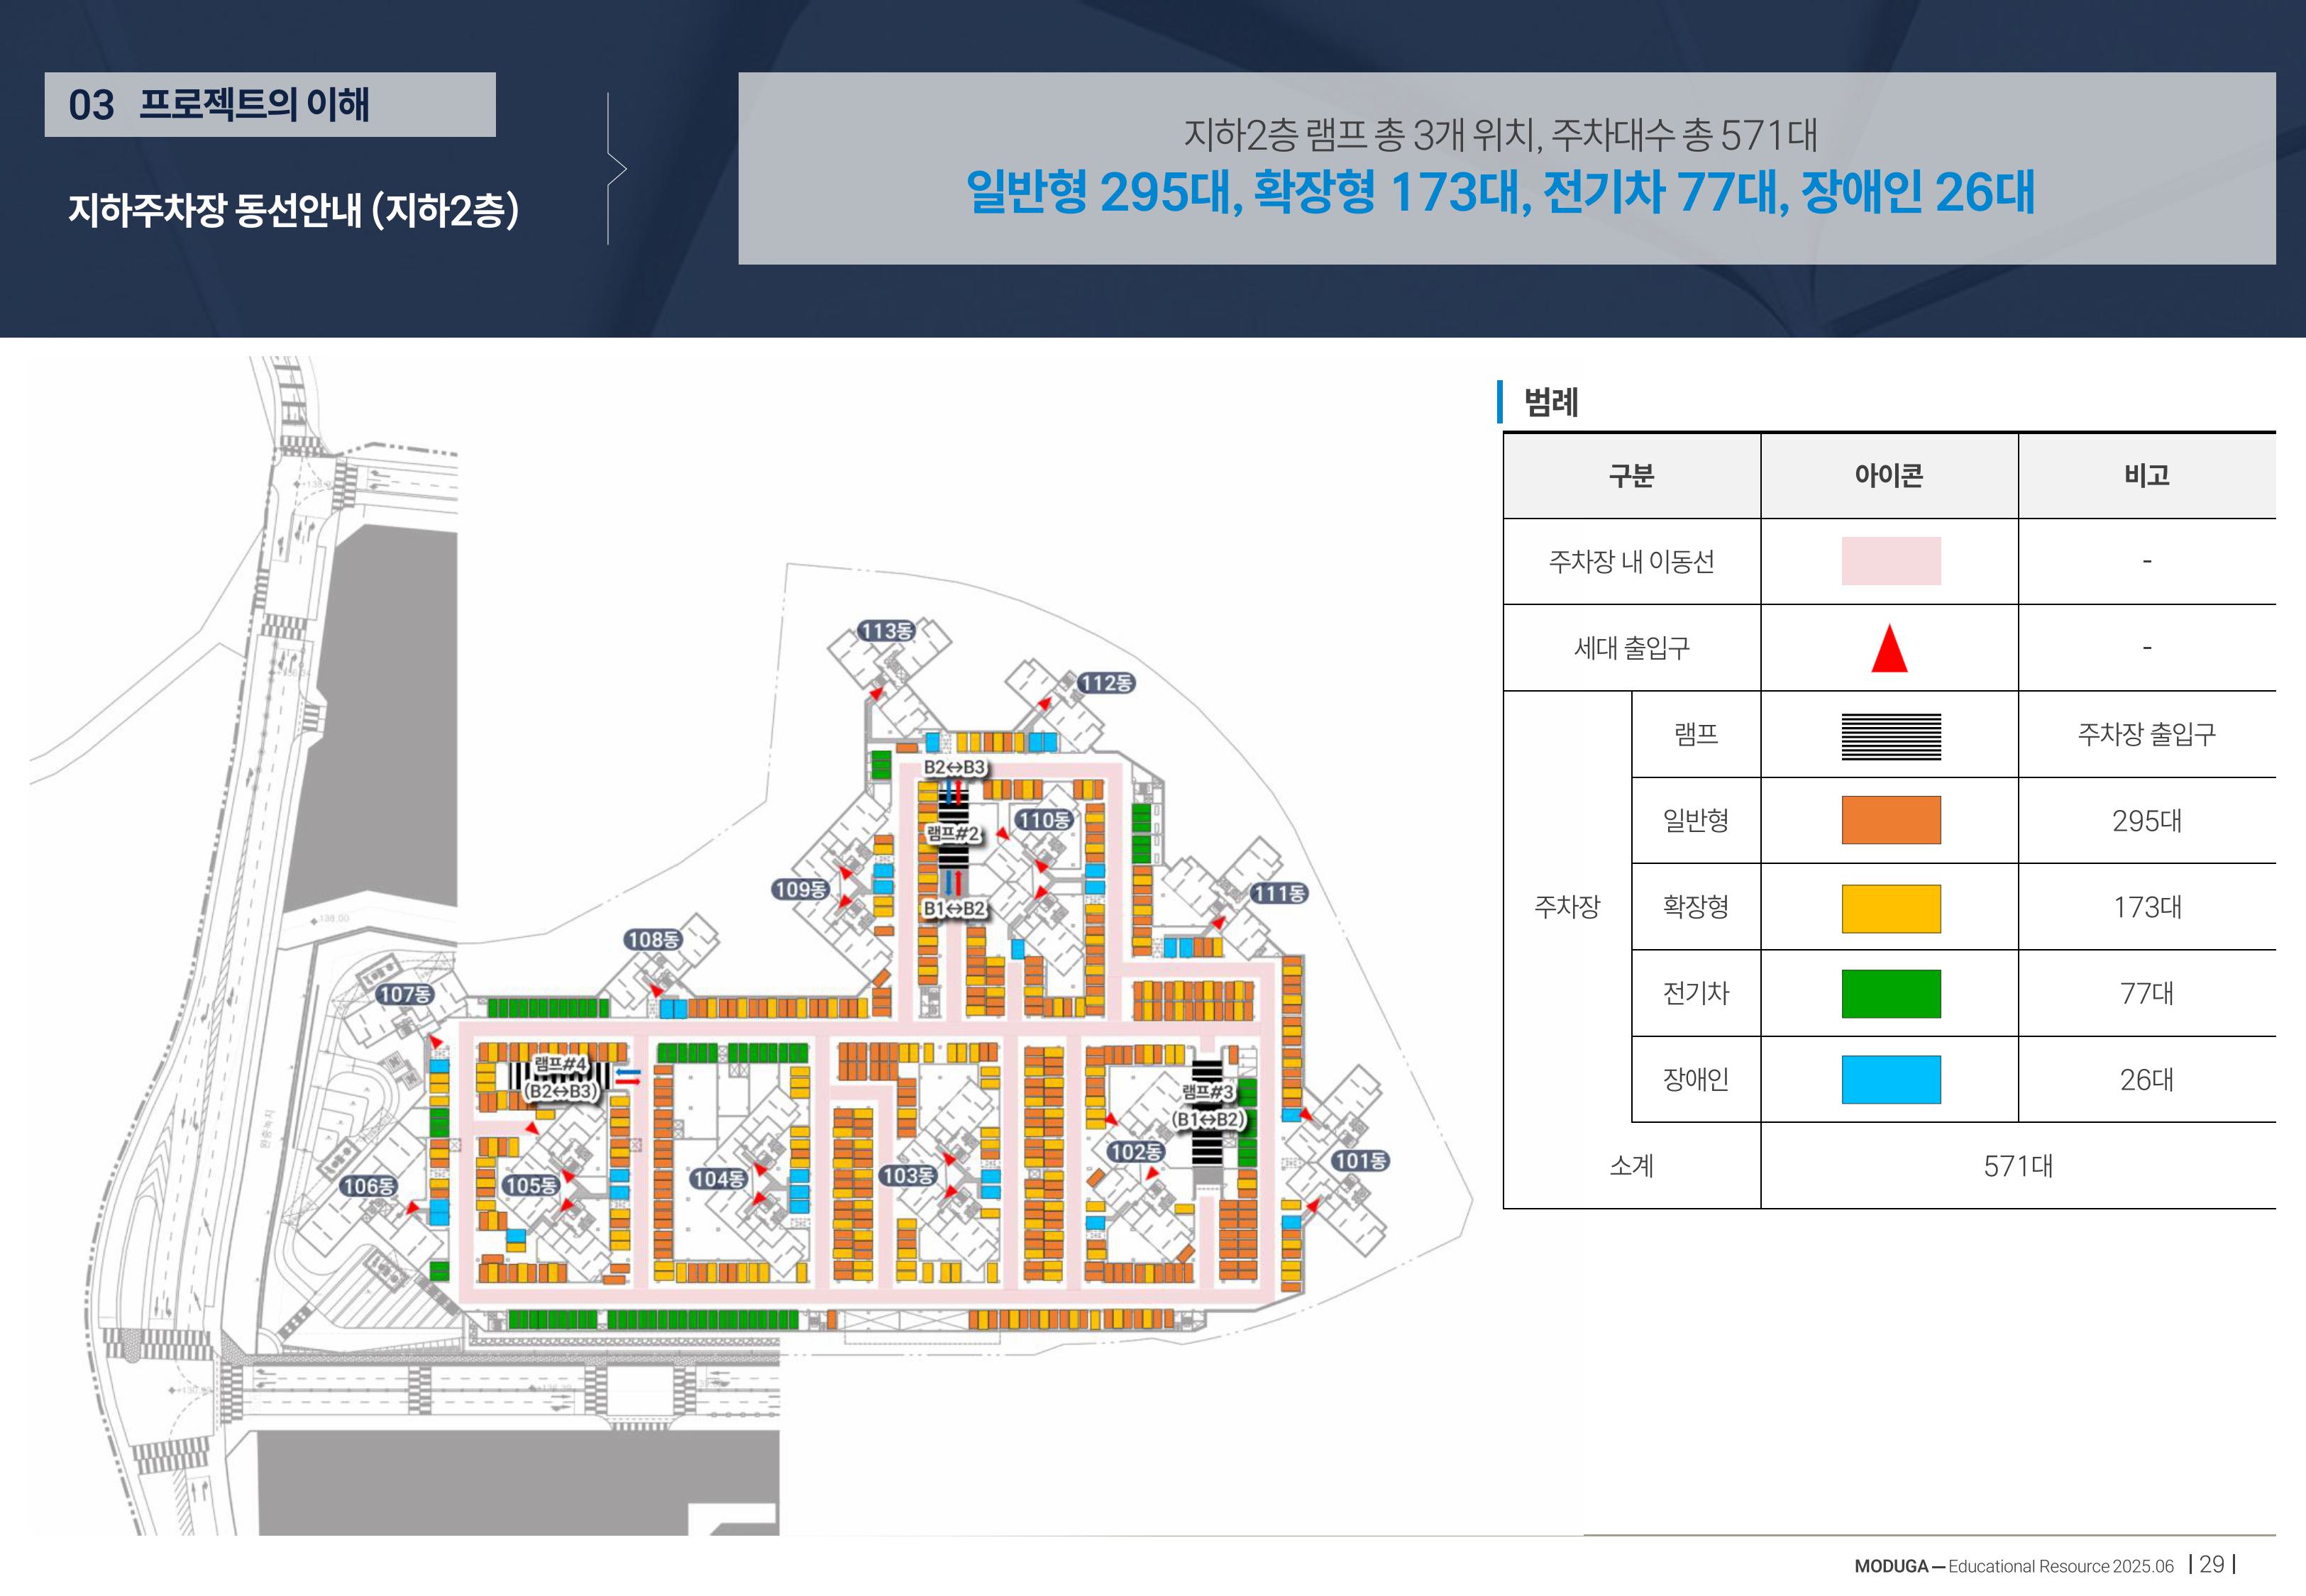 03 프로젝트의 이해
지하주차장 동선안내 (지하2층)
지하2층 램프 총 3개 위치, 주차대수 총 571대
일반형 295대, 확장형 173대, 전기차 77대, 장애인 26대
113동
112동
B2↔B3
램프#2
110동
B1↔B2
109동
111동
108동
107동
램프#4
(B2↔B3)
램프#3
(B1↔B2)
102동
101동
103동
104동
105동
106동
138.00
완충녹지
범례
구분 아이콘 비고
주차장 내 이동선 -
세대 출입구 -
주차장
램프 주차장 출입구
일반형 295대
확장형 173대
전기차 77대
장애인 26대
소계 571대
MODUGA — Educational Resource 2025.06 | 29 |